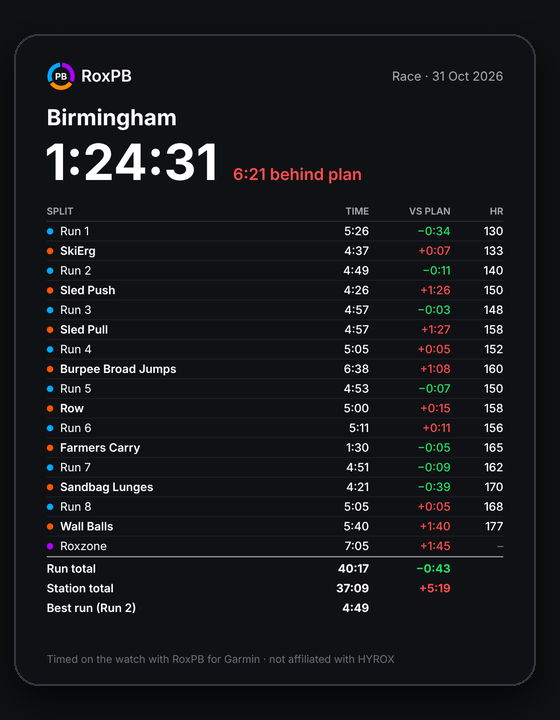 PB RoxPB Race · 31 Oct 2026
Birmingham
1:24:31 6:21 behind plan
SPLIT TIME VS PLAN HR
Run 1 5:26 −0:34 130
SkiErg 4:37 +0:07 133
Run 2 4:49 −0:11 140
Sled Push 4:26 +1:26 150
Run 3 4:57 −0:03 148
Sled Pull 4:57 +1:27 158
Run 4 5:05 +0:05 152
Burpee Broad Jumps 6:38 +1:08 160
Run 5 4:53 −0:07 150
Row 5:00 +0:15 158
Run 6 5:11 +0:11 156
Farmers Carry 1:30 −0:05 165
Run 7 4:51 −0:09 162
Sandbag Lunges 4:21 −0:39 170
Run 8 5:05 +0:05 168
Wall Balls 5:40 +1:40 177
Roxzone 7:05 +1:45 –
Run total 40:17 −0:43
Station total 37:09 +5:19
Best run (Run 2) 4:49
Timed on the watch with RoxPB for Garmin · not affiliated with HYROX